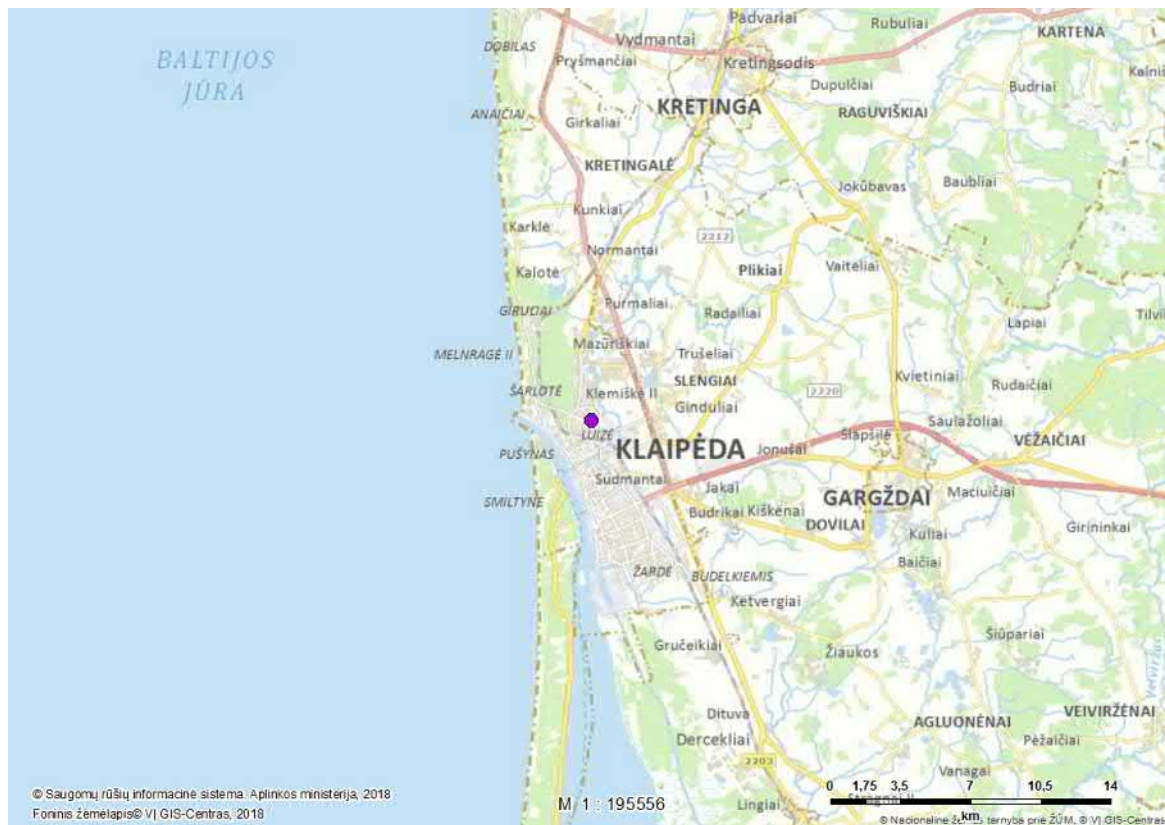 BALTIJOS
JŪRA
Padvariai
Rubuliai
KARTENA
DOBILAS
Vydmantai
Pryšmančiai
Kretingsodis
Dupulčiai
Budriai
KRETINGA
RAGUVIŠKIAI
ANAIČIAI
Girkaliai
KRETINGALĖ
Jokūbavas
Baubliai
Kunkiai
Karklė
2212
Normantai
Kalotė
Plikiai
Vaiteliai
Purmaliai
GIRULIAI
Radailiai
Lapiai
Mazūriškiai
MELNRAGĖ II
Trušeliai
SLENGIAI
Kvietiniai
Rudaičiai
ŠARLOTĖ
Klemiškė II
2220
Ginduliai
Saulažoliai
LUIZĖ
KLAIPĖDA
Jonušai
Šlapšilė
VĖŽAIČIAI
PUŠYNAS
Sudmantai
Jakai
Maciuičiai
SMILTYNĖ
GARGŽDAI
Budrikai
Kiškėnai
DOVILAI
Girininkai
Kuliai
Baičiai
ŽARDĖ
BUDELKIEMIS
Ketvergiai
Šiūpariai
Gručeikiai
Žiaukos
Veiviržas
Dituva
AGLUONĖNAI
VEIVIRŽĖNAI
Dercekliai
Pėžaičiai
2203
Vanagai
0 1,75 3,5 7 10,5 14
km
© Saugomų rūšių informacinė sistema. Aplinkos ministerija, 2018
M 1 : 195556
Lingiai
Foninis žemėlapis© VĮ GIS-Centras, 2018